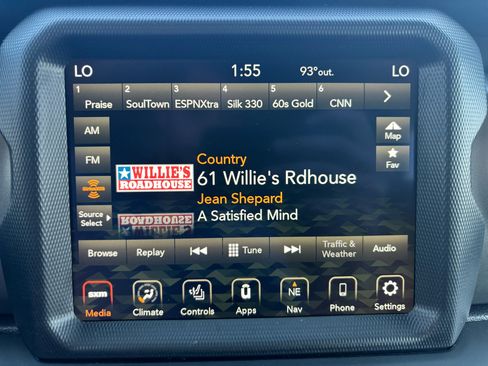 LO 1:55 93°out. LO
1 2 3 4 5 6
Praise SoulTown ESPNXtra Silk 330 60s Gold CNN
AM
Map
FM
Fav
Country
WILLIE'S
ROADHOUSE
61 Willie's Rdhouse
SiriusXM
Jean Shepard
Source
Select
A Satisfied Mind
Browse Replay Tune Traffic & Weather Audio
sxm NE
Media Climate Controls Apps Nav Phone Settings